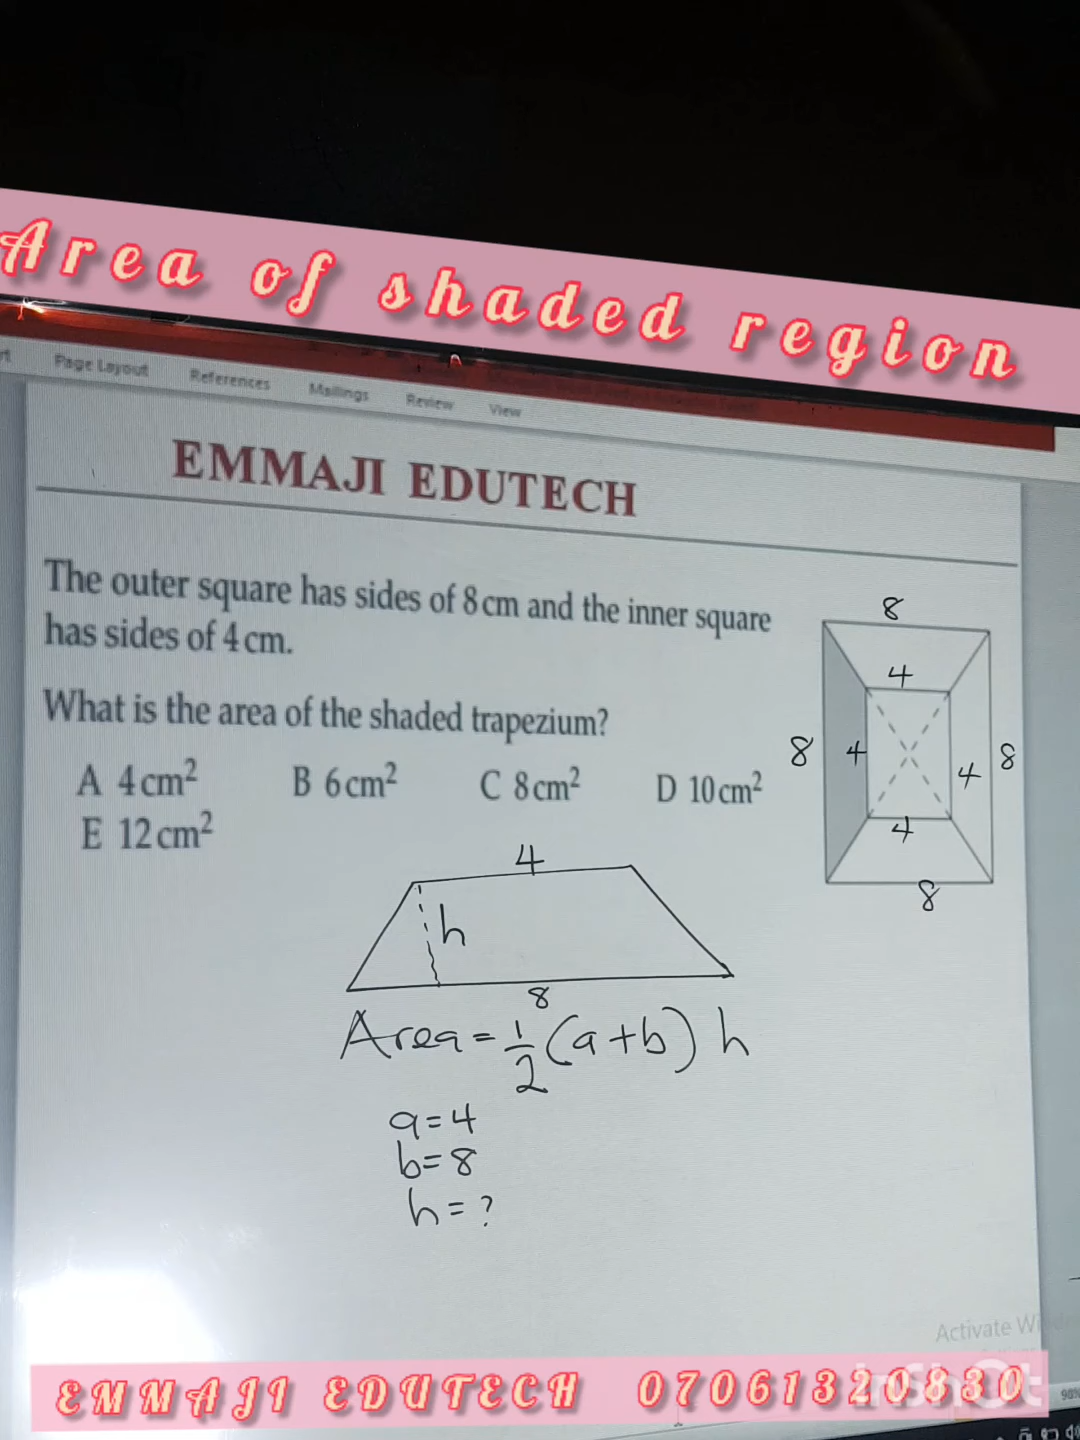 Area of shaded region
Page Layout References Mailings Review View
EMMAJI EDUTECH
The outer square has sides of 8 cm and the inner square
has sides of 4 cm.
What is the area of the shaded trapezium?
A 4 cm² B 6 cm² C 8 cm² D 10 cm²
E 12 cm²
8
4
8 4 4 8
4
8
4
h
8
Area = 1/2 (a+b) h
a=4
b=8
h=?
Activate
EMMAJI EDUTECH 07061320830
InShOt
98%